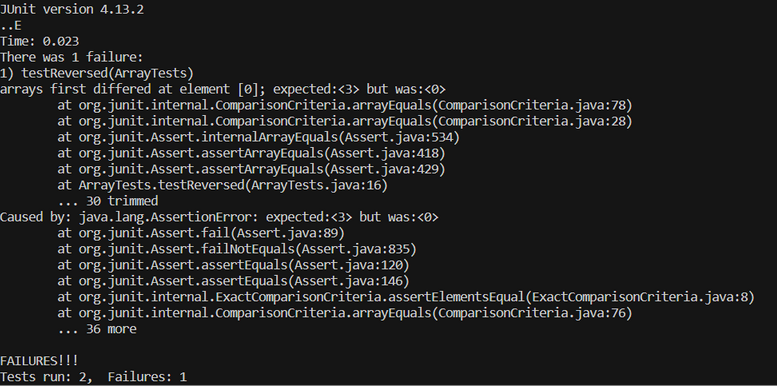 JUnit version 4.13.2
..E
Time: 0.023
There was 1 failure:
1) testReversed(ArrayTests)
arrays first differed at element [0]; expected:<3> but was:<0>
        at org.junit.internal.ComparisonCriteria.arrayEquals(ComparisonCriteria.java:78)
        at org.junit.internal.ComparisonCriteria.arrayEquals(ComparisonCriteria.java:28)
        at org.junit.Assert.internalArrayEquals(Assert.java:534)
        at org.junit.Assert.assertArrayEquals(Assert.java:418)
        at org.junit.Assert.assertArrayEquals(Assert.java:429)
        at ArrayTests.testReversed(ArrayTests.java:16)
        ... 30 trimmed
Caused by: java.lang.AssertionError: expected:<3> but was:<0>
        at org.junit.Assert.fail(Assert.java:89)
        at org.junit.Assert.failNotEquals(Assert.java:835)
        at org.junit.Assert.assertEquals(Assert.java:120)
        at org.junit.Assert.assertEquals(Assert.java:146)
        at org.junit.internal.ExactComparisonCriteria.assertElementsEqual(ExactComparisonCriteria.java:8)
        at org.junit.internal.ComparisonCriteria.arrayEquals(ComparisonCriteria.java:76)
        ... 36 more

FAILURES!!!
Tests run: 2,  Failures: 1